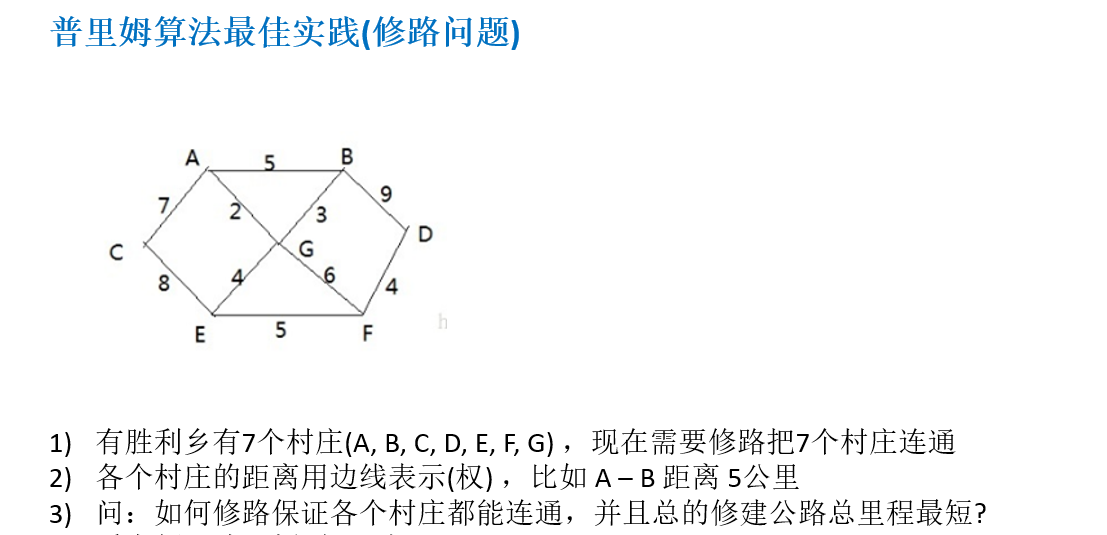 普里姆算法最佳实践(修路问题)
A 5 B
7 2 3 9
C G D
8 4 6 4
E 5 F
h
1) 有胜利乡有7个村庄(A, B, C, D, E, F, G) ，现在需要修路把7个村庄连通
2) 各个村庄的距离用边线表示(权) ，比如 A – B 距离 5公里
3) 问：如何修路保证各个村庄都能连通，并且总的修建公路总里程最短?